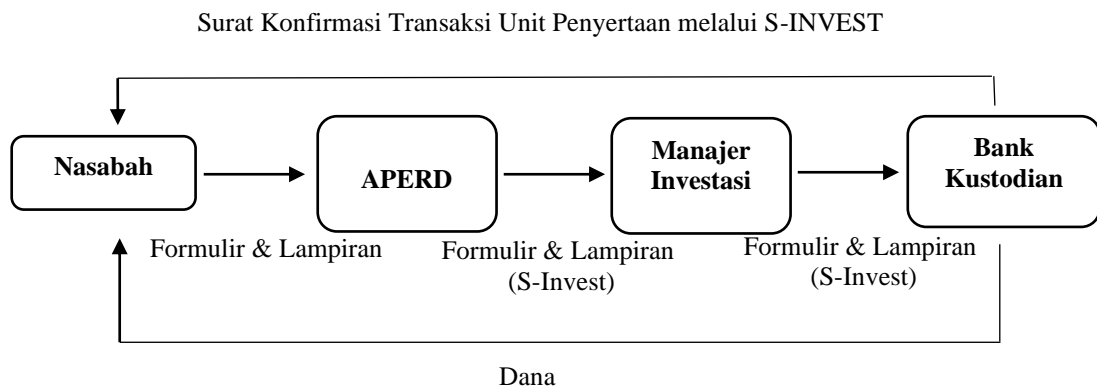 Surat Konfirmasi Transaksi Unit Penyertaan melalui S-INVEST
Nasabah
APERD
Manajer
Investasi
Bank
Kustodian
Formulir & Lampiran
Formulir & Lampiran
(S-Invest)
Formulir & Lampiran
(S-Invest)
Dana